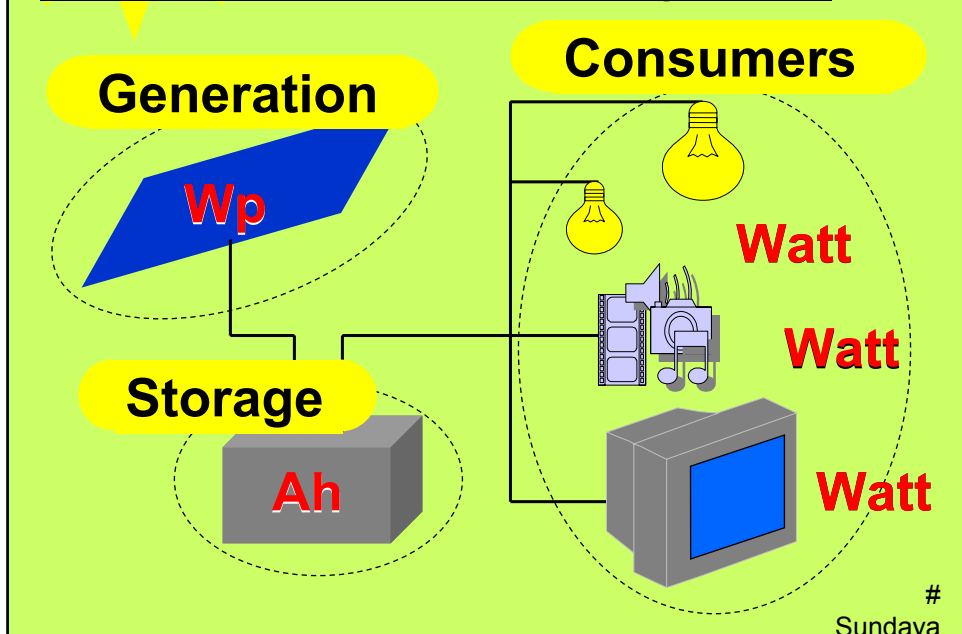 Consumers
Generation
Wp
Watt
Watt
Storage
Ah
Watt
#
Sundaya